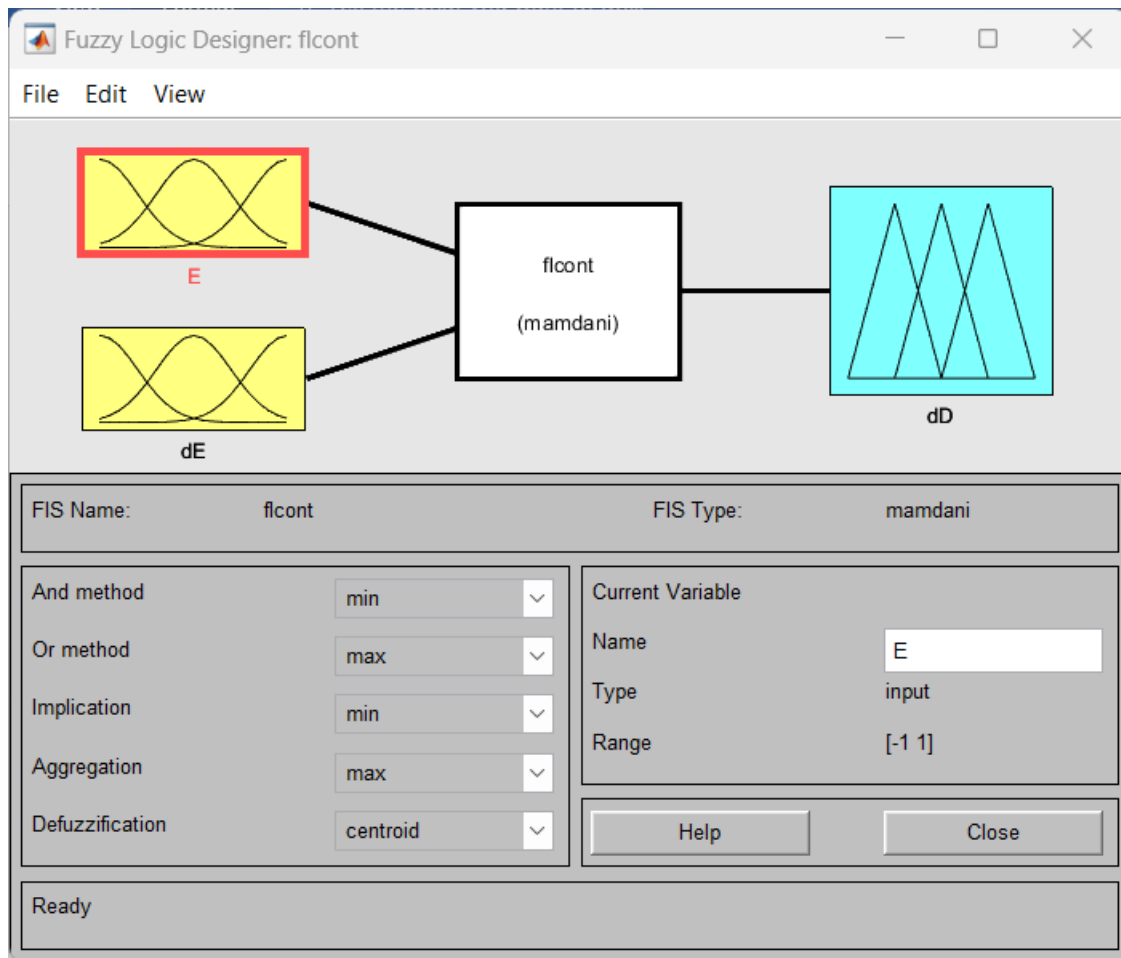 Fuzzy Logic Designer: flcont
File Edit View
E
dE
flcont
(mamdani)
dD
FIS Name: flcont FIS Type: mamdani
And method min
Or method max
Implication min
Aggregation max
Defuzzification centroid
Current Variable
Name E
Type input
Range [-1 1]
Help Close
Ready